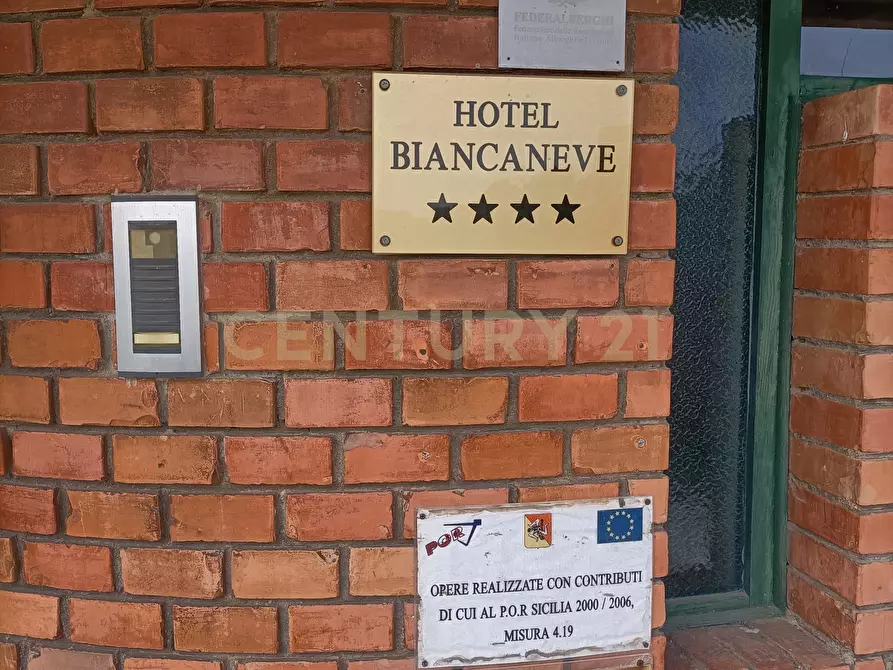 FEDERALBERGHI
HOTEL
BIANCANEVE
CENTURY 21
POR
OPERE REALIZZATE CON CONTRIBUTI
DI CUI AL P.O.R SICILIA 2000 / 2006,
MISURA 4.19